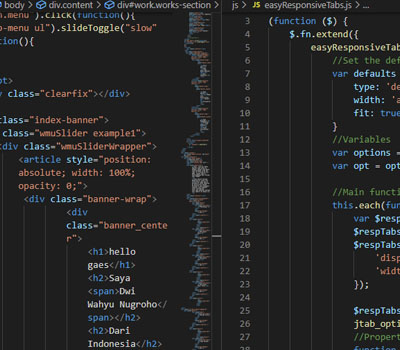 body > div.content > div#work.works-section
n.menu").click(function(){
n-menu ul").slideToggle("slow"
ction(){
pt>
v class="clearfix"></div>
class="index-banner">
class="wmuSlider example1">
<div class="wmuSliderWrapper">
<article style="position:
absolute; width: 100%;
opacity: 0;">
<div class="banner-wrap">
<div
class="banner_cente
r">
<h1>hello
gaes</h1>
<h2>Saya
<span>Dwi
Wahyu Nugroho</
span></h2>
<h2>Dari
Indonesia</h2>
js > JS easyResponsiveTabs.js > ...
3 (function ($) {
4 $.fn.extend({
5 easyResponsiveTab
6 //Set the def
7 var defaults
8 type: 'de
9 width: 'a
10 fit: true
11 }
12 //Variables
13 var options =
14 var opt = opt
15
16 //Main functi
17 this.each(fun
18 var $resp
19 $respTabs
20 $respTabs
21 'disp
22 'widt
23 });
24
25 $respTabs
26 jtab_opti
27 //Propert
28 function